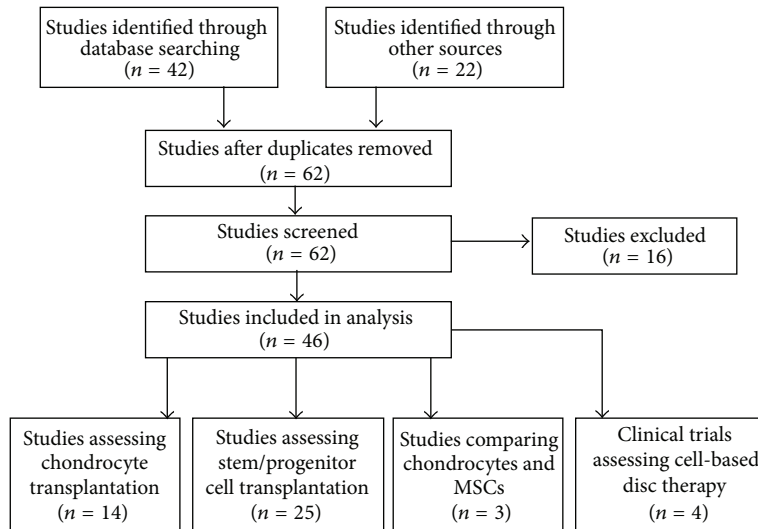 Studies identified through
database searching
(n = 42)
Studies identified through
other sources
(n = 22)
Studies after duplicates removed
(n = 62)
Studies screened
(n = 62)
Studies excluded
(n = 16)
Studies included in analysis
(n = 46)
Studies assessing
chondrocyte
transplantation
(n = 14)
Studies assessing
stem/progenitor
cell transplantation
(n = 25)
Studies comparing
chondrocytes and
MSCs
(n = 3)
Clinical trials
assessing cell-based
disc therapy
(n = 4)